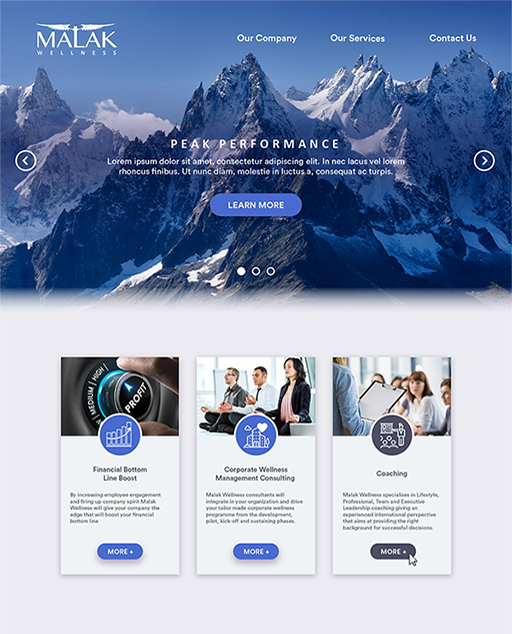 MALAK
WELLNESS
Our Company
Our Services
Contact Us
PEAK PERFORMANCE
Lorem ipsum dolor sit amet, consectetur adipiscing elit. In nec lacus vel lorem
rhoncus finibus. Ut nunc diam, molestie in luctus a, consequat ac turpis.
LEARN MORE
MEDIUM | HIGH |
PROFIT
Financial Bottom
Line Boost
By increasing employee engagement
and firing up company spirit Malak
Wellness will give your company the
edge that will boost your financial
bottom line
MORE +
Corporate Wellness
Management Consulting
Malak Wellness consultants will
integrate in your organization and drive
your tailor made corporate wellness
programme from the development,
pilot, kick-off and sustaining phases.
MORE +
Coaching
Malak Wellness specialises in Lifestyle,
Professional, Team and Executive
Leadership coaching giving an
experienced international perspective
that aims at providing the right
background for successful decisions.
MORE +